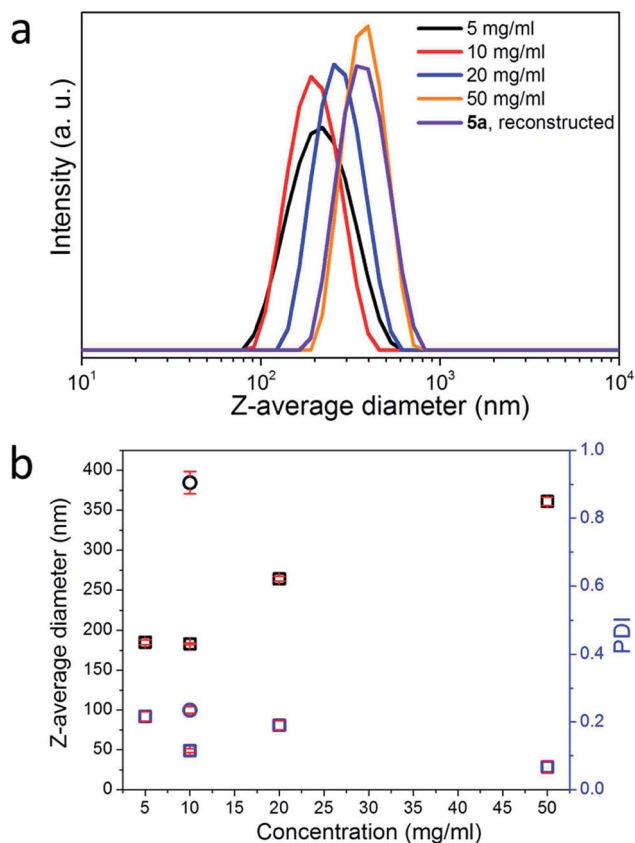 a
5 mg/ml
10 mg/ml
20 mg/ml
50 mg/ml
5a, reconstructed
Intensity (a. u.)
10¹ 10² 10³ 10⁴
Z-average diameter (nm)
b
Z-average diameter (nm)
400
350
300
250
200
150
100
50
0
1.0
0.8
0.6
0.4
0.2
0.0
PDI
5 10 15 20 25 30 35 40 45 50
Concentration (mg/ml)